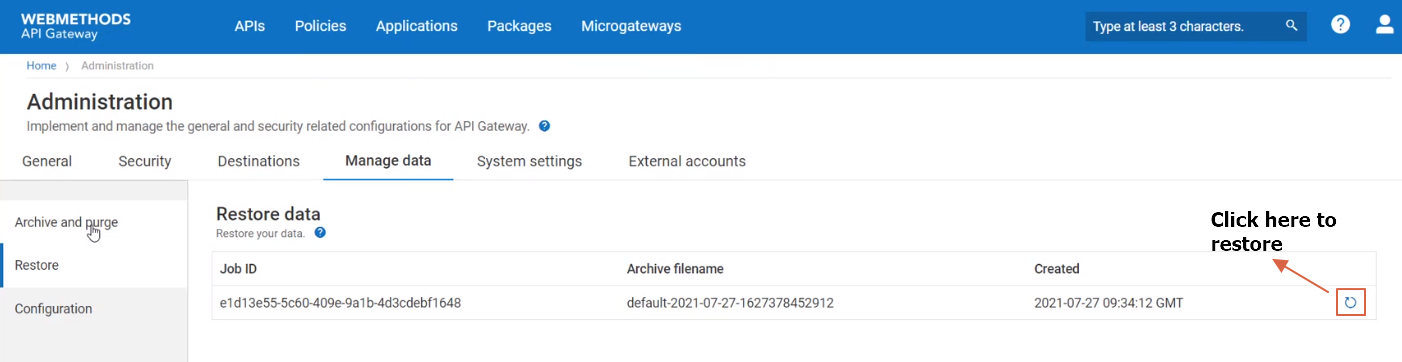 WEBMETHODS
API Gateway
APIs Policies Applications Packages Microgateways
Type at least 3 characters.
?
Home 〉 Administration
Administration
Implement and manage the general and security related configurations for API Gateway. ?
General Security Destinations Manage data System settings External accounts
Archive and purge
Restore
Configuration
Restore data
Restore your data. ?
Click here to
restore
Job ID Archive filename Created
e1d13e55-5c60-409e-9a1b-4d3cdebf1648 default-2021-07-27-1627378452912 2021-07-27 09:34:12 GMT